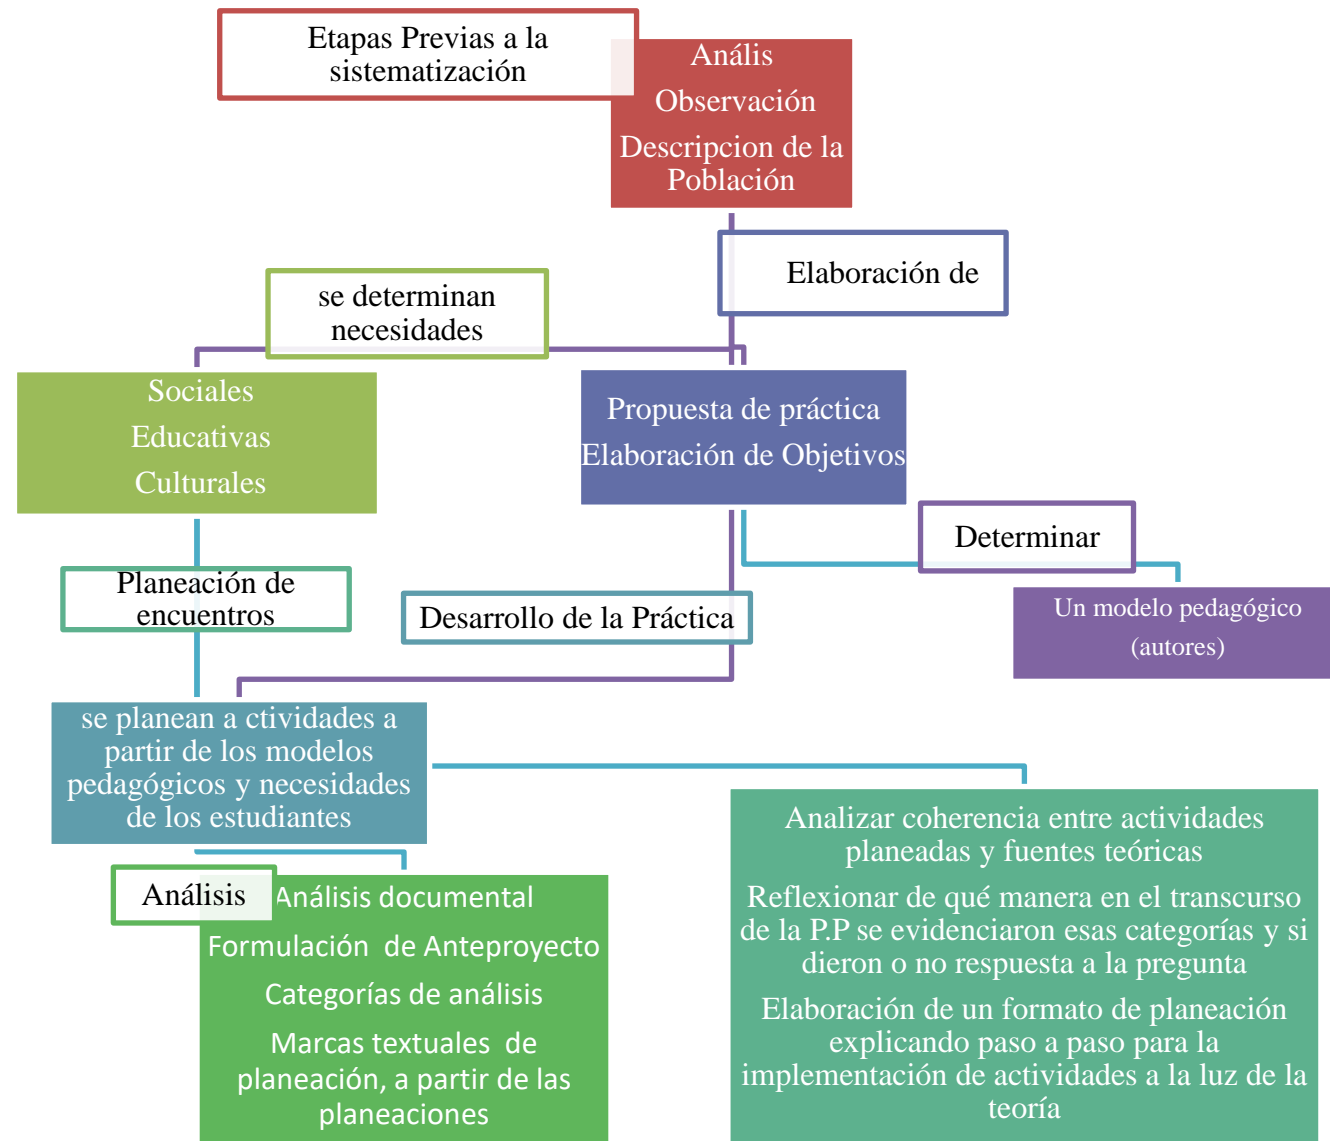 Etapas Previas a la
sistematización
Anális
Observación
Descripcion de la
Población
Elaboración de
se determinan
necesidades
Sociales
Educativas
Culturales
Propuesta de práctica
Elaboración de Objetivos
Determinar
Planeación de
encuentros
Desarrollo de la Práctica
Un modelo pedagógico
(autores)
se planean a ctividades a
partir de los modelos
pedagógicos y necesidades
de los estudiantes
Análisis
Análisis documental
Formulación de Anteproyecto
Categorías de análisis
Marcas textuales de
planeación, a partir de las
planeaciones
Analizar coherencia entre actividades
planeadas y fuentes teóricas
Reflexionar de qué manera en el transcurso
de la P.P se evidenciaron esas categorías y si
dieron o no respuesta a la pregunta
Elaboración de un formato de planeación
explicando paso a paso para la
implementación de actividades a la luz de la
teoría